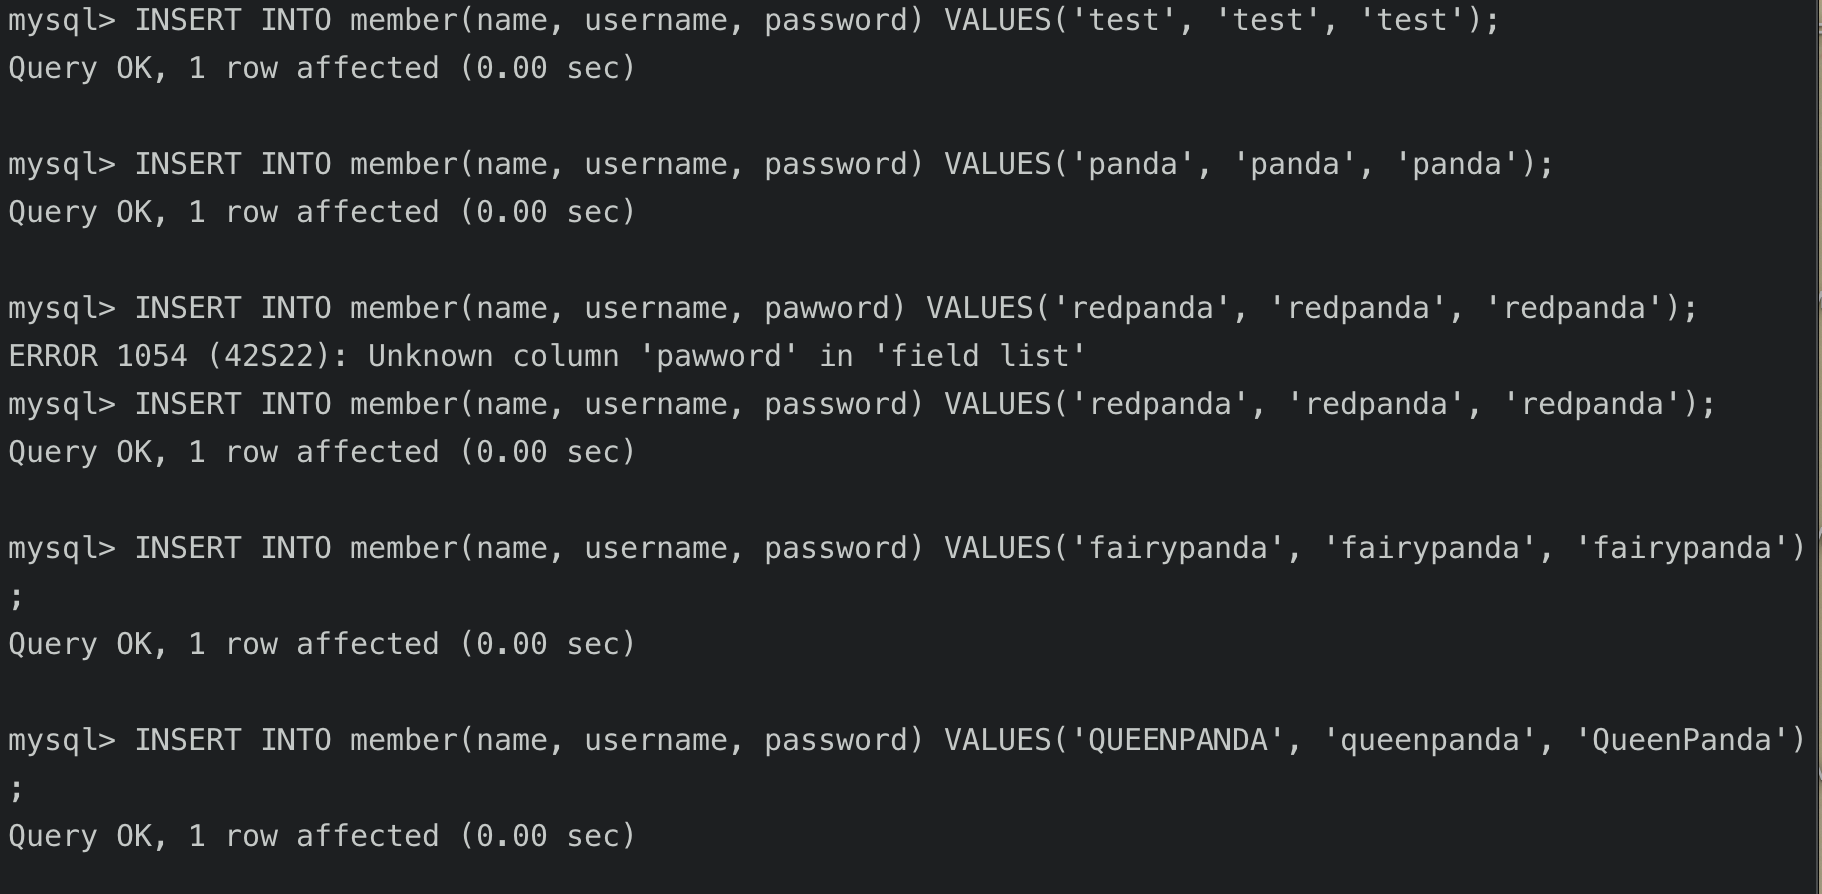 mysql> INSERT INTO member(name, username, password) VALUES('test', 'test', 'test');
Query OK, 1 row affected (0.00 sec)
mysql> INSERT INTO member(name, username, password) VALUES('panda', 'panda', 'panda');
Query OK, 1 row affected (0.00 sec)
mysql> INSERT INTO member(name, username, pawword) VALUES('redpanda', 'redpanda', 'redpanda');
ERROR 1054 (42S22): Unknown column 'pawword' in 'field list'
mysql> INSERT INTO member(name, username, password) VALUES('redpanda', 'redpanda', 'redpanda');
Query OK, 1 row affected (0.00 sec)
mysql> INSERT INTO member(name, username, password) VALUES('fairypanda', 'fairypanda', 'fairypanda')
;
Query OK, 1 row affected (0.00 sec)
mysql> INSERT INTO member(name, username, password) VALUES('QUEENPANDA', 'queenpanda', 'QueenPanda')
;
Query OK, 1 row affected (0.00 sec)